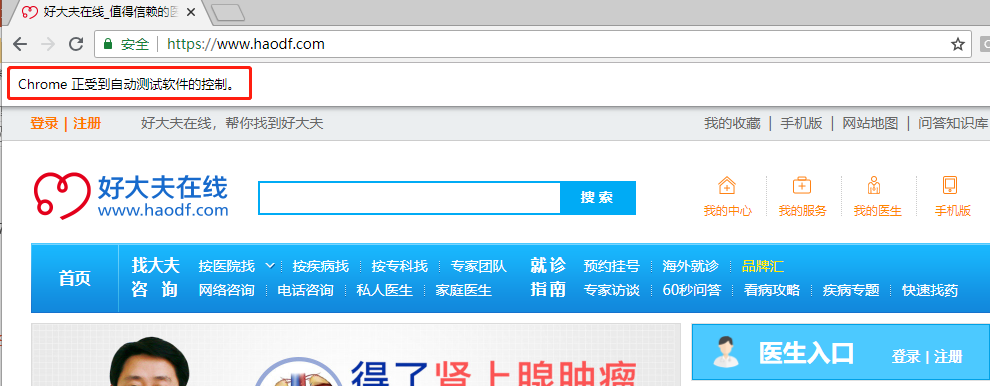 好大夫在线_值得信赖的医
安全 https://www.haodf.com
Chrome 正受到自动测试软件的控制。
登录 | 注册 好大夫在线，帮你找到好大夫 我的收藏 | 手机版 | 网站地图 | 问答知识库
好大夫在线
www.haodf.com
搜 索
我的中心 我的服务 我的医生 手机版
首页
找大夫 按医院找 按疾病找 按专科找 专家团队 就 诊 预约挂号 海外就诊 品牌汇
咨 询 网络咨询 电话咨询 私人医生 家庭医生 指 南 专家访谈 60秒问答 看病攻略 疾病专题 快速找药
得了肾上腺肿瘤
医生入口 登录 | 注册